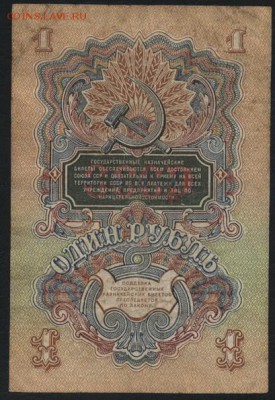 COINS.SU.RU
1 1
ГОСУДАРСТВЕННЫЕ КАЗНАЧЕЙСКИЕ
БИЛЕТЫ ОБЕСПЕЧИВАЮТСЯ ВСЕМ ДОСТОЯНИЕМ
СОЮЗА ССР И ОБЯЗАТЕЛЬНЫ К ПРИЕМУ НА ВСЕЙ
ТЕРРИТОРИИ СССР ВО ВСЕ ПЛАТЕЖИ ДЛЯ ВСЕХ
УЧРЕЖДЕНИЙ, ПРЕДПРИЯТИЙ И ЛИЦ ПО
НАРИЦАТЕЛЬНОЙ СТОИМОСТИ
ОДИН РУБЛЬ
ПОДДЕЛКА
ГОСУДАРСТВЕННЫХ
КАЗНАЧЕЙСКИХ БИЛЕТОВ
ПРЕСЛЕДУЕТСЯ
ПО ЗАКОНУ
1 1